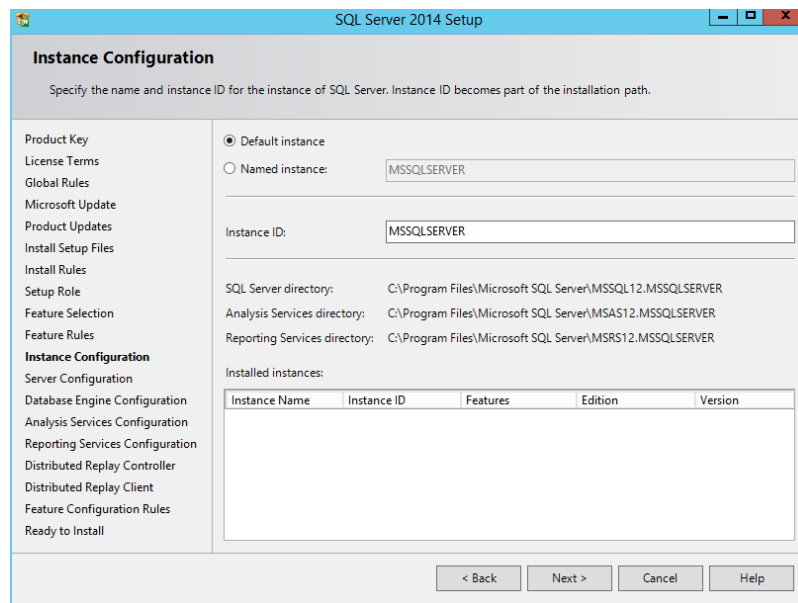 SQL Server 2014 Setup
Instance Configuration
Specify the name and instance ID for the instance of SQL Server. Instance ID becomes part of the installation path.
Product Key
License Terms
Global Rules
Microsoft Update
Product Updates
Install Setup Files
Install Rules
Setup Role
Feature Selection
Feature Rules
Instance Configuration
Server Configuration
Database Engine Configuration
Analysis Services Configuration
Reporting Services Configuration
Distributed Replay Controller
Distributed Replay Client
Feature Configuration Rules
Ready to Install
Default instance
Named instance: MSSQLSERVER
Instance ID: MSSQLSERVER
SQL Server directory: C:\Program Files\Microsoft SQL Server\MSSQL12.MSSQLSERVER
Analysis Services directory: C:\Program Files\Microsoft SQL Server\MSAS12.MSSQLSERVER
Reporting Services directory: C:\Program Files\Microsoft SQL Server\MSRS12.MSSQLSERVER
Installed instances:
Instance Name Instance ID Features Edition Version
< Back Next > Cancel Help